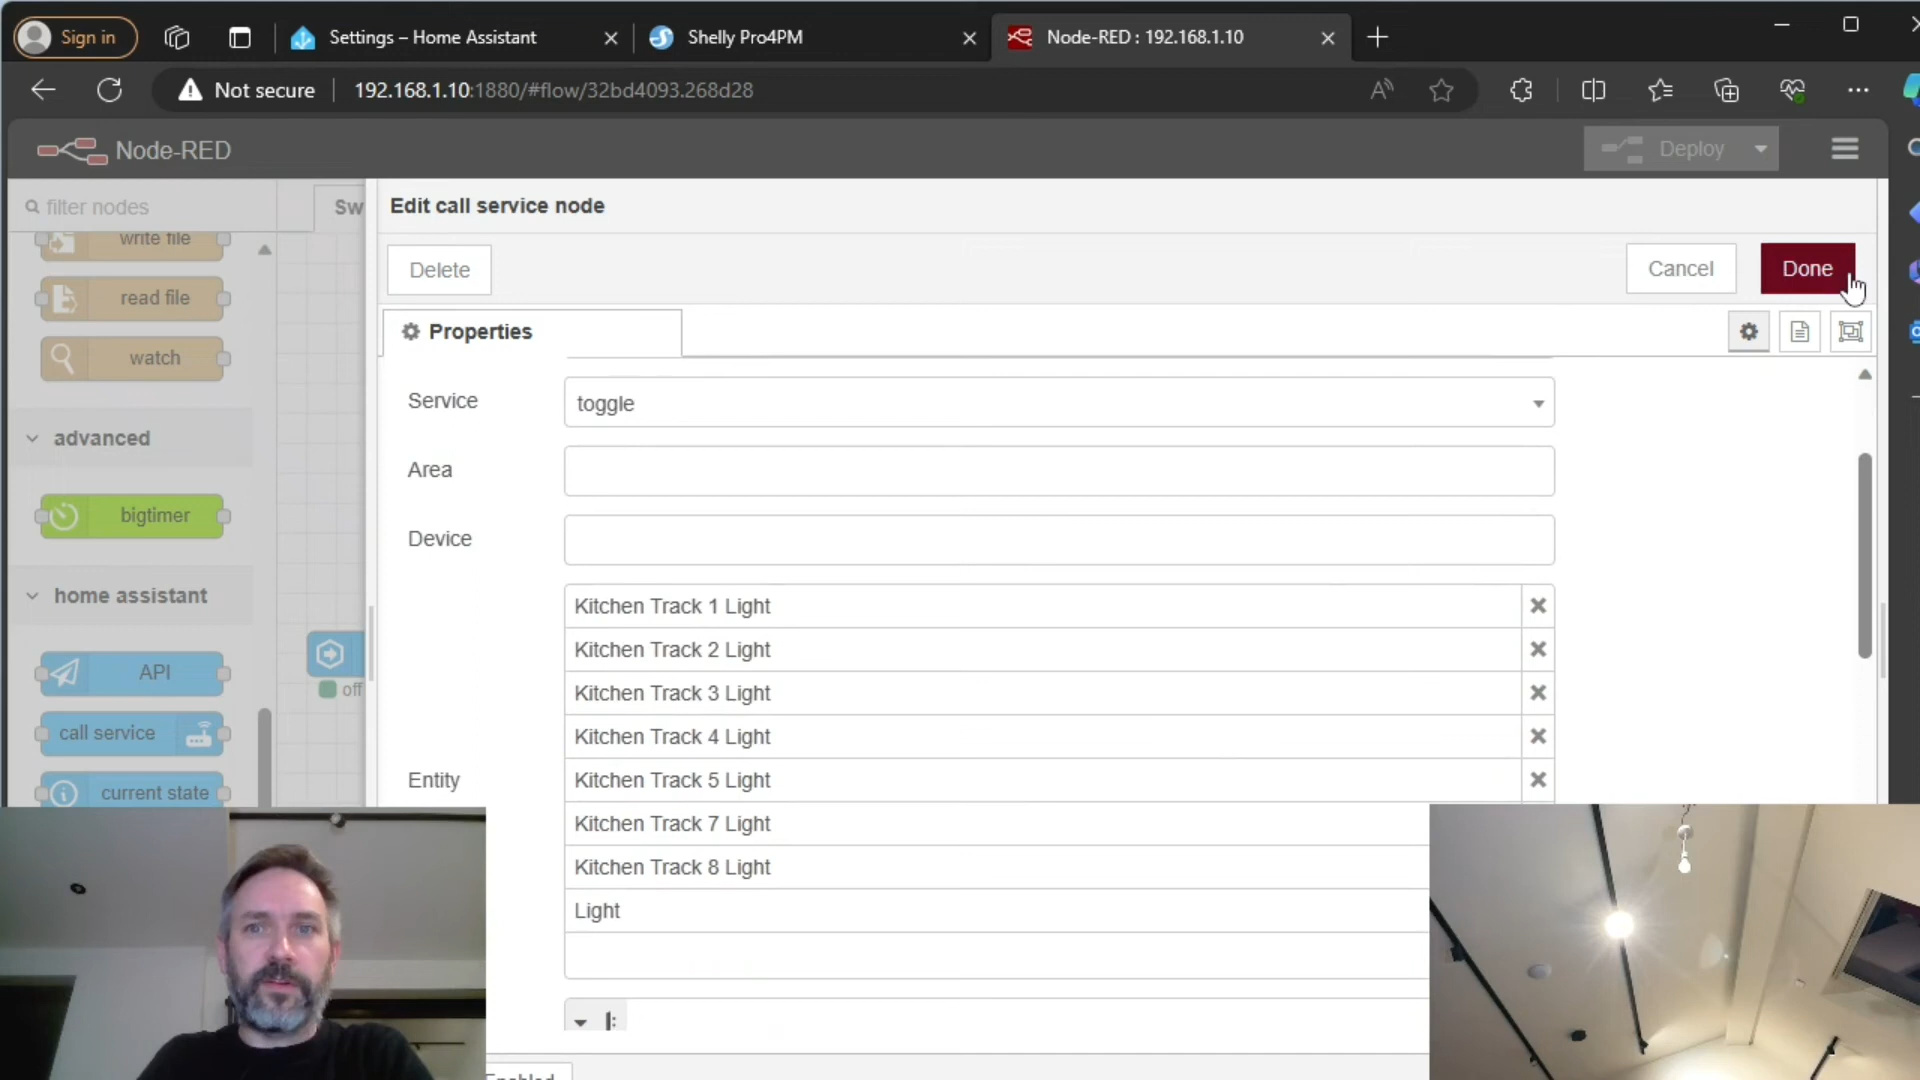 Sign in
Settings – Home Assistant
Shelly Pro4PM
Node-RED : 192.168.1.10
Not secure
192.168.1.10:1880/#flow/32bd4093.268d28
Node-RED
Deploy
filter nodes
Sw
Edit call service node
write file
Delete
Cancel
Done
read file
Properties
watch
Service
toggle
advanced
Area
bigtimer
Device
home assistant
Kitchen Track 1 Light
Kitchen Track 2 Light
API
off
Kitchen Track 3 Light
call service
Kitchen Track 4 Light
current state
Entity
Kitchen Track 5 Light
Kitchen Track 7 Light
Kitchen Track 8 Light
Light
Enabled